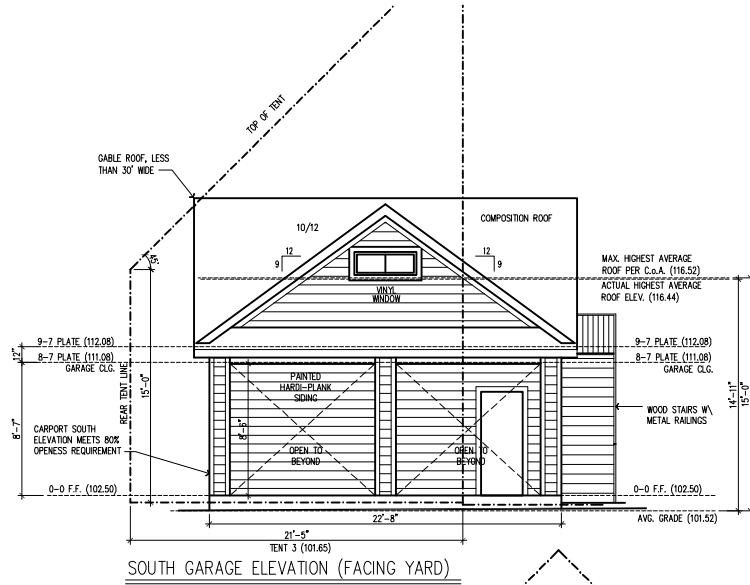 TOP OF TENT
GABLE ROOF, LESS
THAN 30' WIDE
10/12
COMPOSITION ROOF
12
9
12
9
45°
MAX. HIGHEST AVERAGE
ROOF PER C.o.A. (116.52)
ACTUAL HIGHEST AVERAGE
ROOF ELEV. (116.44)
VINYL
WINDOW
9-7 PLATE (112.08)
8-7 PLATE (111.08)
GARAGE CLG.
9-7 PLATE (112.08)
8-7 PLATE (111.08)
GARAGE CLG.
12"
8'-7"
REAR TENT LINE
15'-0"
PAINTED
HARDI-PLANK
SIDING
8'-6"
14'-11"
15'-0"
WOOD STAIRS W\
METAL RAILINGS
CARPORT SOUTH
ELEVATION MEETS 80%
OPENESS REQUIREMENT
OPEN TO
BEYOND
OPEN TO
BEYOND
0-0 F.F. (102.50)
0-0 F.F. (102.50)
22'-8"
AVG. GRADE (101.52)
21'-5"
TENT 3 (101.65)
SOUTH GARAGE ELEVATION (FACING YARD)